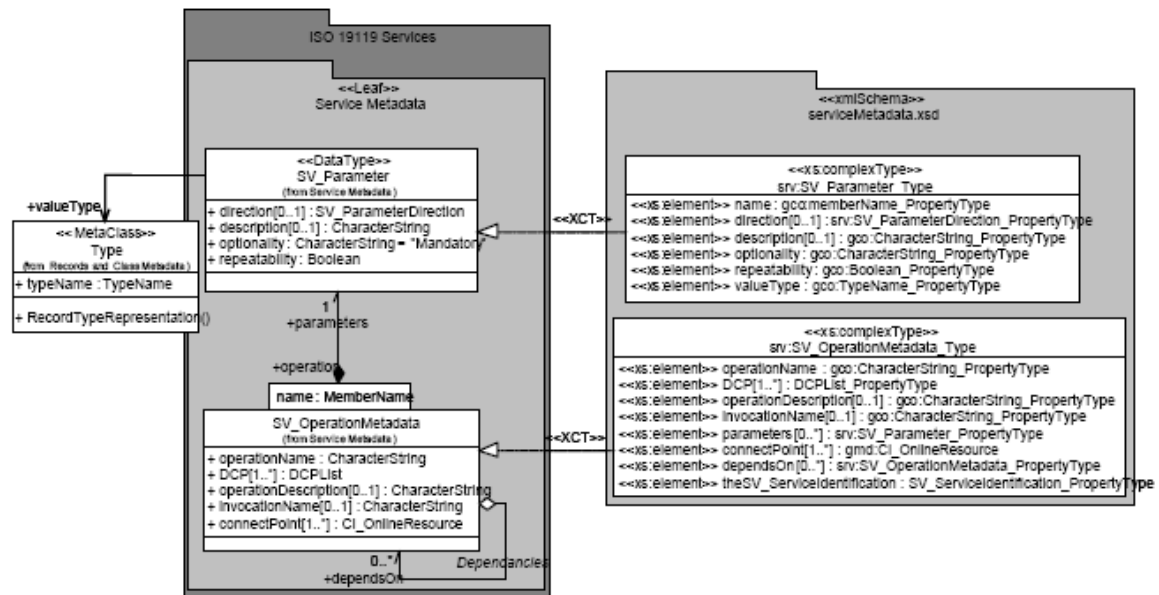 ISO 19119 Services
<<Leaf>>
Service Metadata
<<DataType>>
SV_Parameter
(from Service Metadata)
+ direction[0..1] : SV_ParameterDirection
+ description[0..1] : CharacterString
+ optionality : CharacterString = "Mandatory"
+ repeatability : Boolean
+valueType
<< MetaClass>>
Type
(from Records and Class Metadata)
+ typeName : TypeName
+ RecordTypeRepresentation()
1
+parameters
+operation
name : MemberName
SV_OperationMetadata
(from Service Metadata)
+ operationName : CharacterString
+ DCP[1..*] : DCPList
+ operationDescription[0..1] : CharacterString
+ invocationName[0..1] : CharacterString
+ connectPoint[1..*] : CI_OnlineResource
0..*
Dependancies
+dependsOn
<<XCT>>
<<XCT>>
<<xmlSchema>>
serviceMetadata.xsd
<<xs:complexType>>
srv:SV_Parameter_Type
<<xs:element>> name : gco:memberName_PropertyType
<<xs:element>> direction[0..1] : srv:SV_ParameterDirection_PropertyType
<<xs:element>> description[0..1] : gco:CharacterString_PropertyType
<<xs:element>> optionality : gco:CharacterString_PropertyType
<<xs:element>> repeatability : gco:Boolean_PropertyType
<<xs:element>> valueType : gco:TypeName_PropertyType
<<xs:complexType>>
srv:SV_OperationMetadata_Type
<<xs:element>> operationName : gco:CharacterString_PropertyType
<<xs:element>> DCP[1..*] : DCPList_PropertyType
<<xs:element>> operationDescription[0..1] : gco:CharacterString_PropertyType
<<xs:element>> invocationName[0..1] : gco:CharacterString_PropertyType
<<xs:element>> parameters[0..*] : srv:SV_Parameter_PropertyType
<<xs:element>> connectPoint[1..*] : gmd:CI_OnlineResource
<<xs:element>> dependsOn[0..*] : srv:SV_OperationMetadata_PropertyType
<<xs:element>> theSV_ServiceIdentification : SV_ServiceIdentification_PropertyType